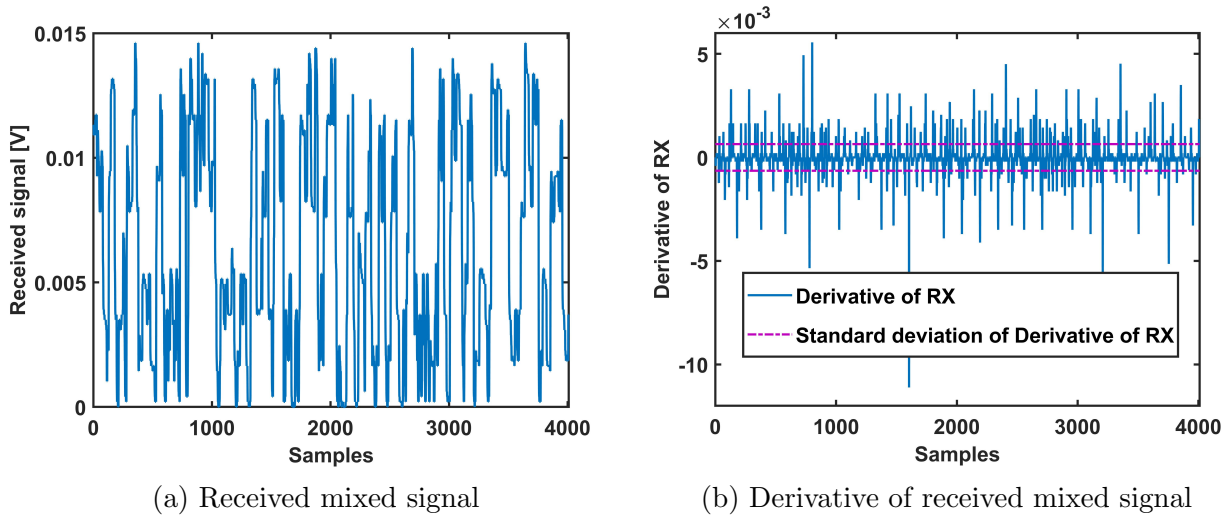 Received signal [V]
0.015
0.01
0.005
0
0 1000 2000 3000 4000
Samples
(a) Received mixed signal
×10⁻³
Derivative of RX
5
0
-5
-10
Derivative of RX
Standard deviation of Derivative of RX
0 1000 2000 3000 4000
Samples
(b) Derivative of received mixed signal